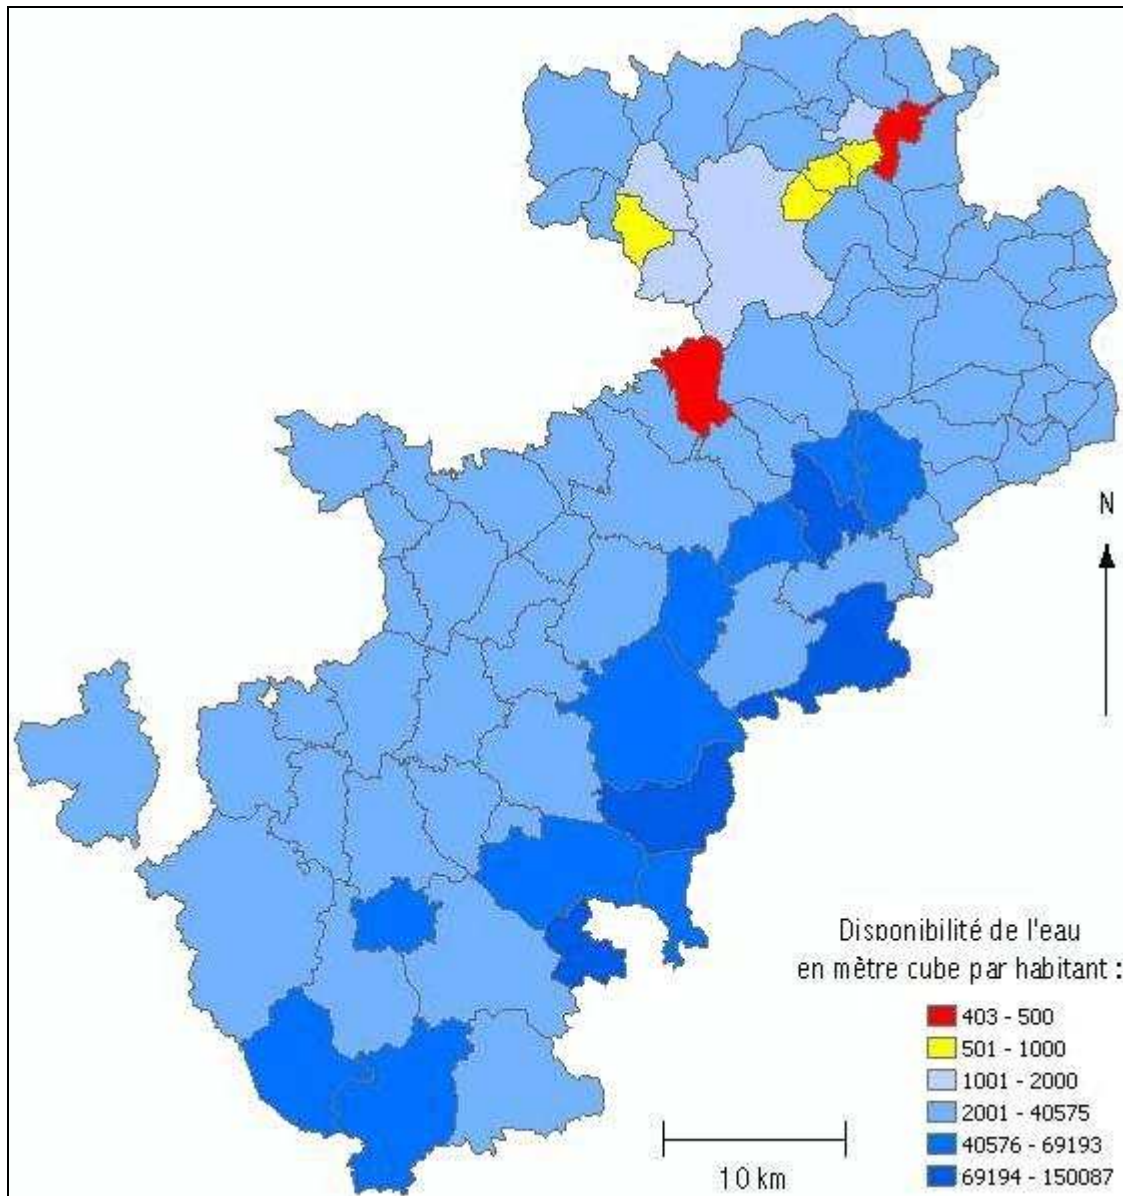 N
Disponibilité de l'eau
en mètre cube par habitant :
403 - 500
501 - 1000
1001 - 2000
2001 - 40575
40576 - 69193
69194 - 150087
10 km